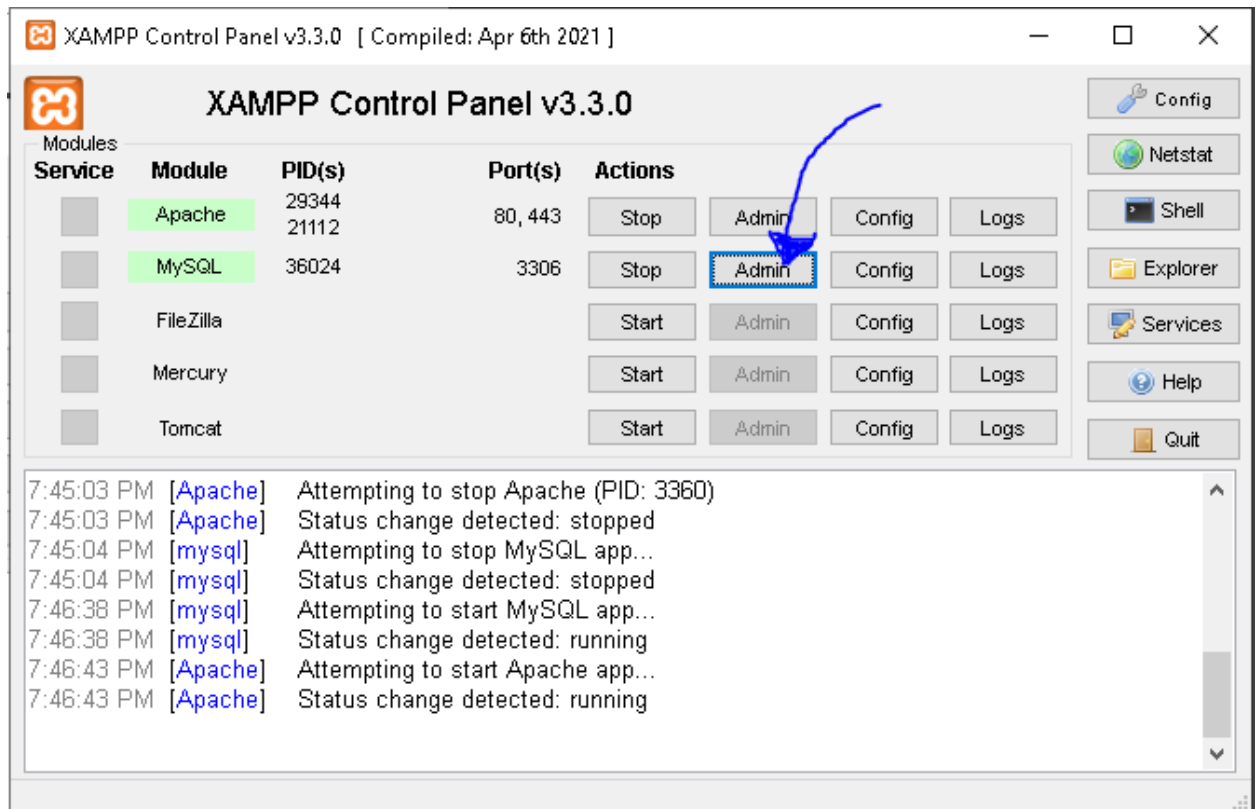 XAMPP Control Panel v3.3.0 [ Compiled: Apr 6th 2021 ]
XAMPP Control Panel v3.3.0
Config
Modules
Service Module PID(s) Port(s) Actions
Netstat
Apache 29344 21112 80, 443 Stop Admin Config Logs
Shell
MySQL 36024 3306 Stop Admin Config Logs
Explorer
FileZilla Start Admin Config Logs
Services
Mercury Start Admin Config Logs
Help
Tomcat Start Admin Config Logs
Quit
7:45:03 PM [Apache] Attempting to stop Apache (PID: 3360)
7:45:03 PM [Apache] Status change detected: stopped
7:45:04 PM [mysql] Attempting to stop MySQL app...
7:45:04 PM [mysql] Status change detected: stopped
7:46:38 PM [mysql] Attempting to start MySQL app...
7:46:38 PM [mysql] Status change detected: running
7:46:43 PM [Apache] Attempting to start Apache app...
7:46:43 PM [Apache] Status change detected: running